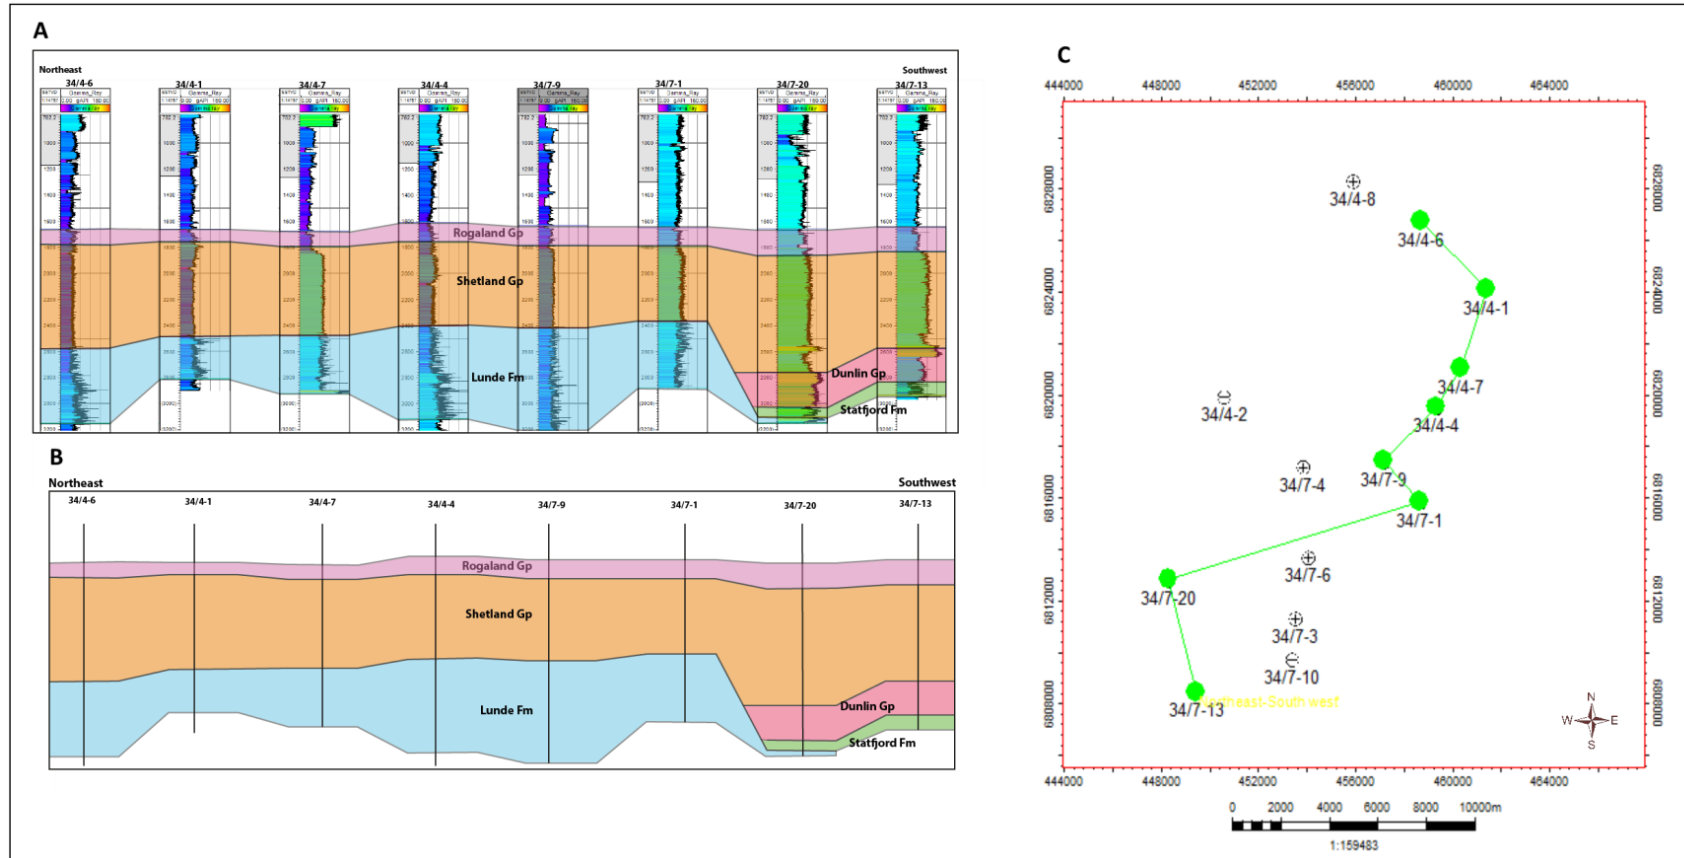 A
Northeast
Southwest
34/4-6
34/4-1
34/4-7
34/4-4
34/7-9
34/7-1
34/7-20
34/7-13
Rogaland Gp
Shetland Gp
Lunde Fm
Dunlin Gp
Statfjord Fm
B
Northeast
Southwest
34/4-6
34/4-1
34/4-7
34/4-4
34/7-9
34/7-1
34/7-20
34/7-13
Rogaland Gp
Shetland Gp
Lunde Fm
Dunlin Gp
Statfjord Fm
C
444000 448000 452000 456000 460000 464000
6828000
6824000
6820000
6816000
6812000
6808000
34/4-8
34/4-6
34/4-1
34/4-7
34/4-2
34/4-4
34/7-4
34/7-9
34/7-1
34/7-6
34/7-20
34/7-3
34/7-10
34/7-13
Northeast-South west
N
W E
S
6828000
6824000
6820000
6816000
6812000
6808000
444000 448000 452000 456000 460000 464000
0 2000 4000 6000 8000 10000m
1:159483